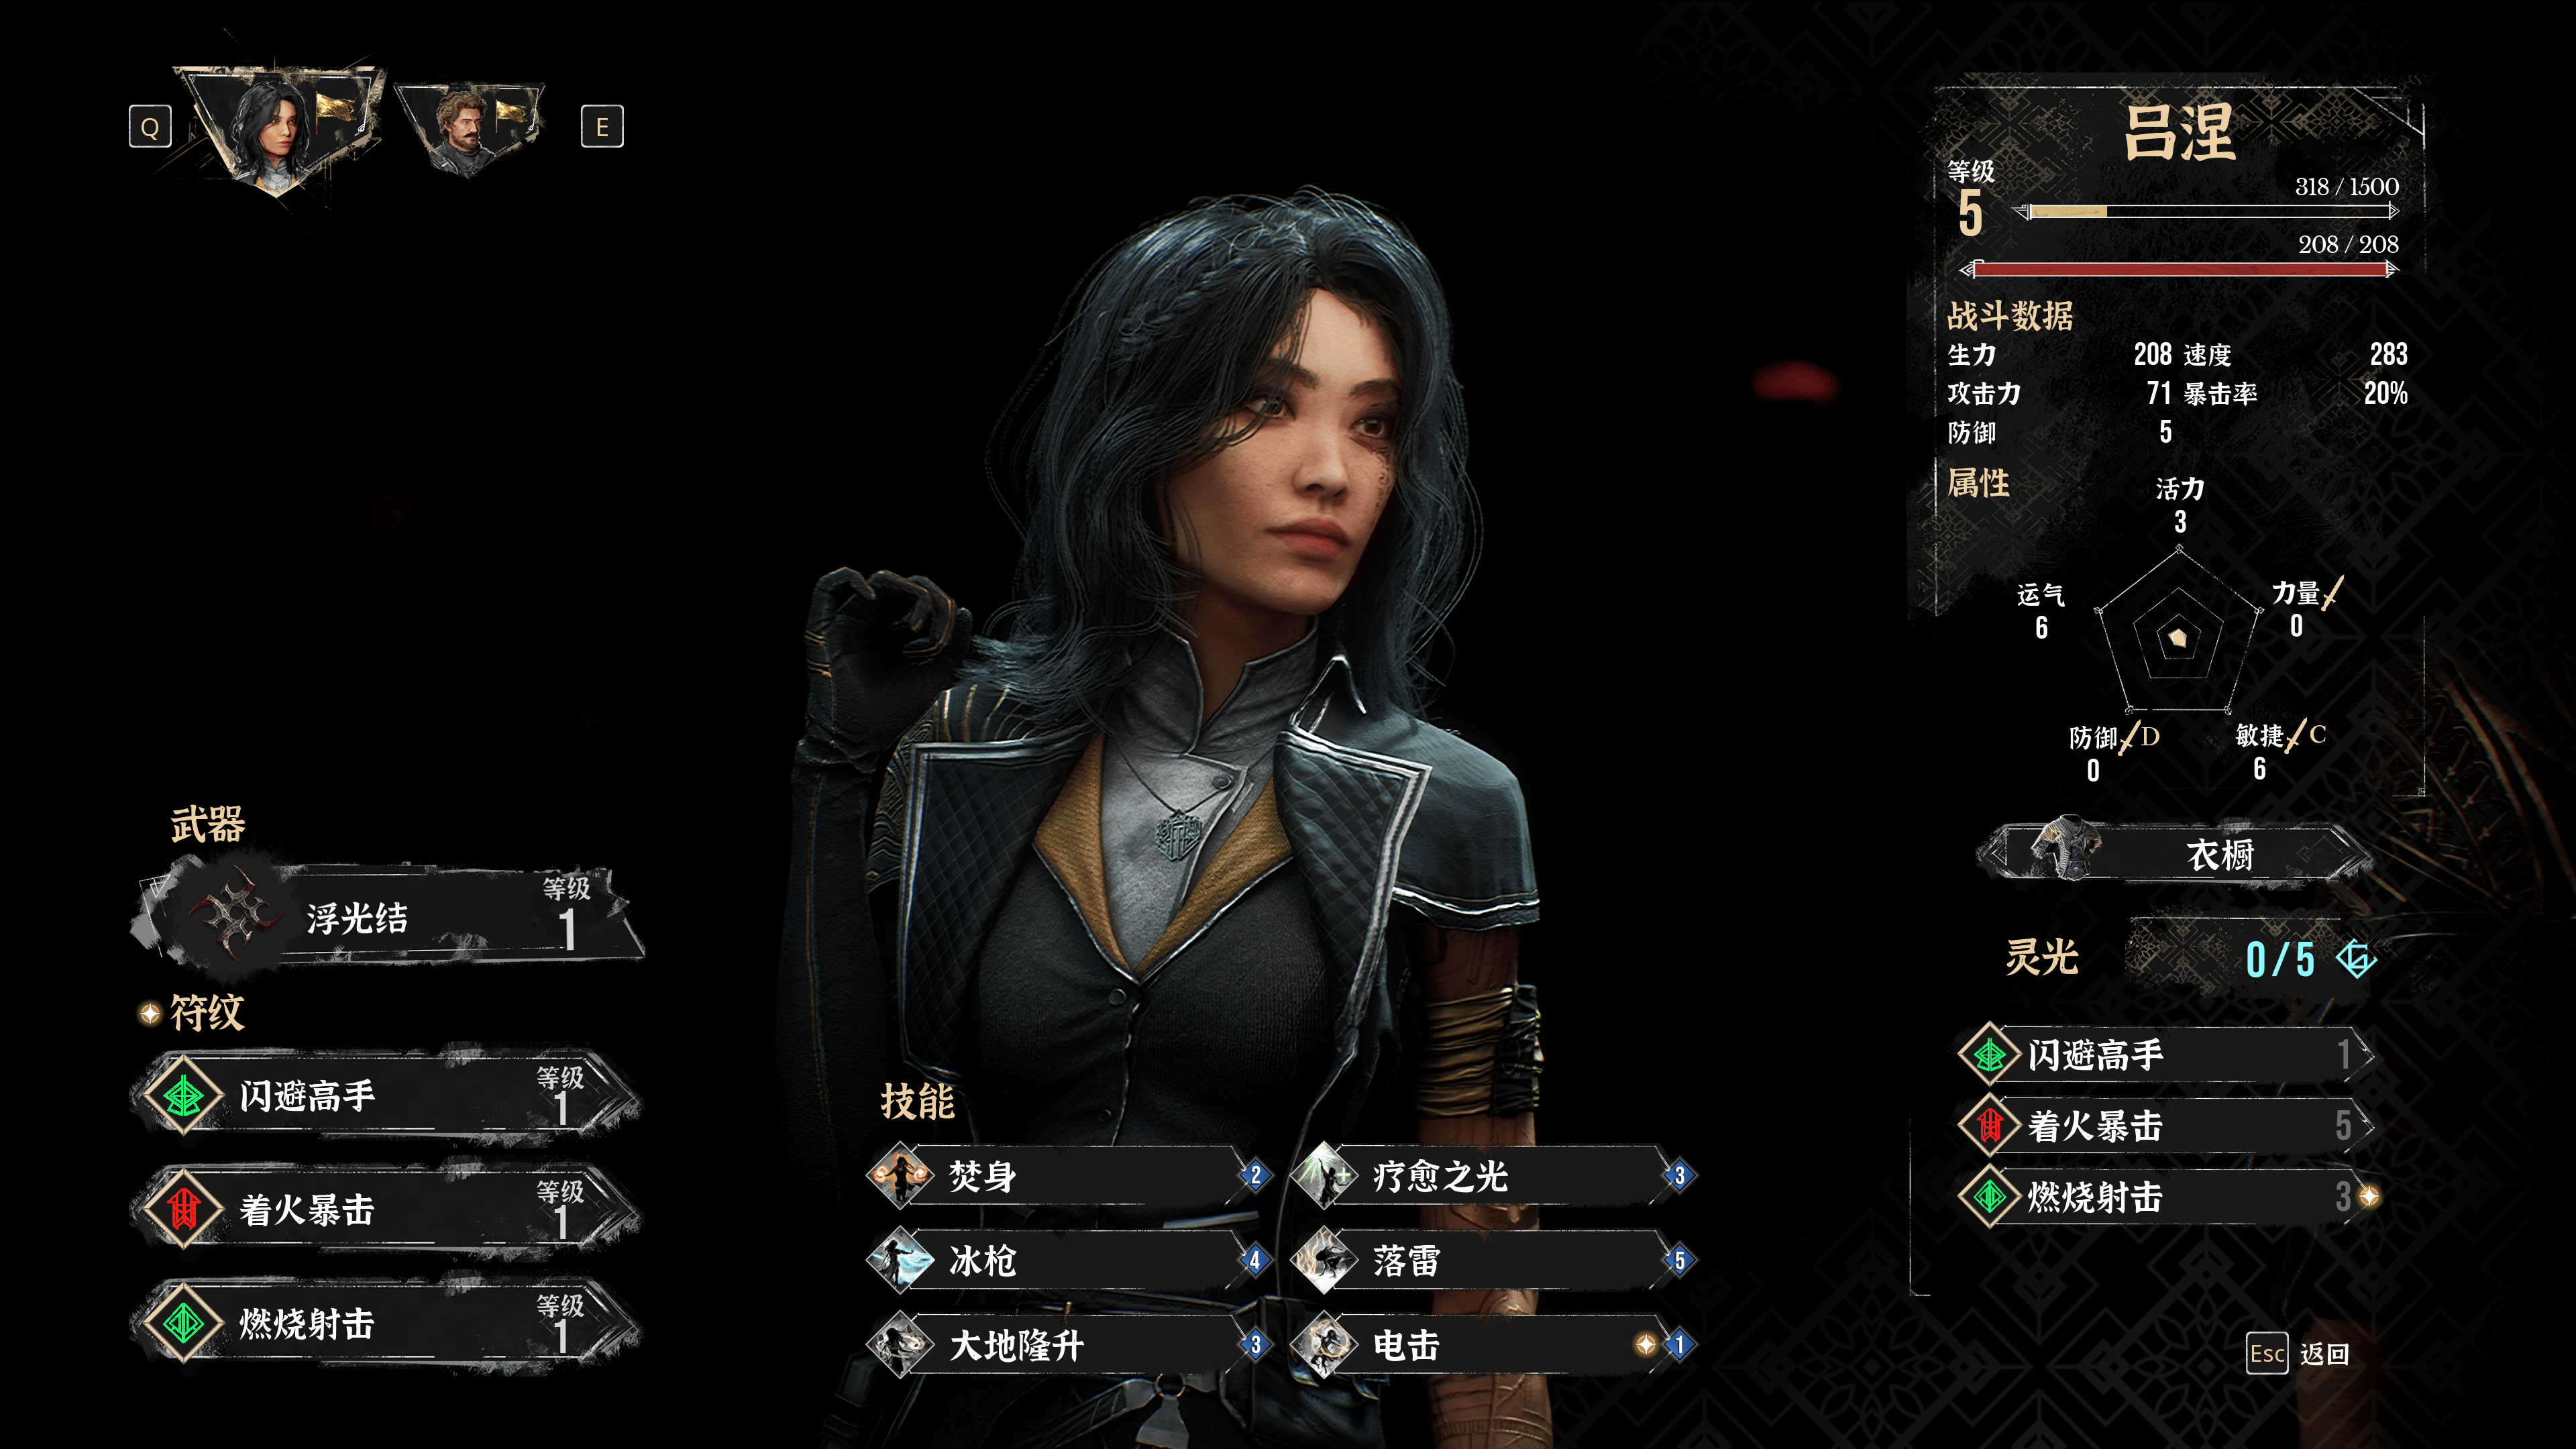 Q
E
吕涅
等级
5
318 / 1500
208 / 208
战斗数据
生力 208 速度 283
攻击力 71 暴击率 20%
防御 5
属性
活力
3
运气
6
力量
0
防御 D
0
敏捷 C
6
衣橱
灵光 0/5
闪避高手 1
着火暴击 5
燃烧射击 3
武器
浮光结 等级 1
符纹
闪避高手 等级 1
着火暴击 等级 1
燃烧射击 等级 1
技能
焚身 2
疗愈之光 3
冰枪 4
落雷 5
大地隆升 3
电击 1
Esc 返回